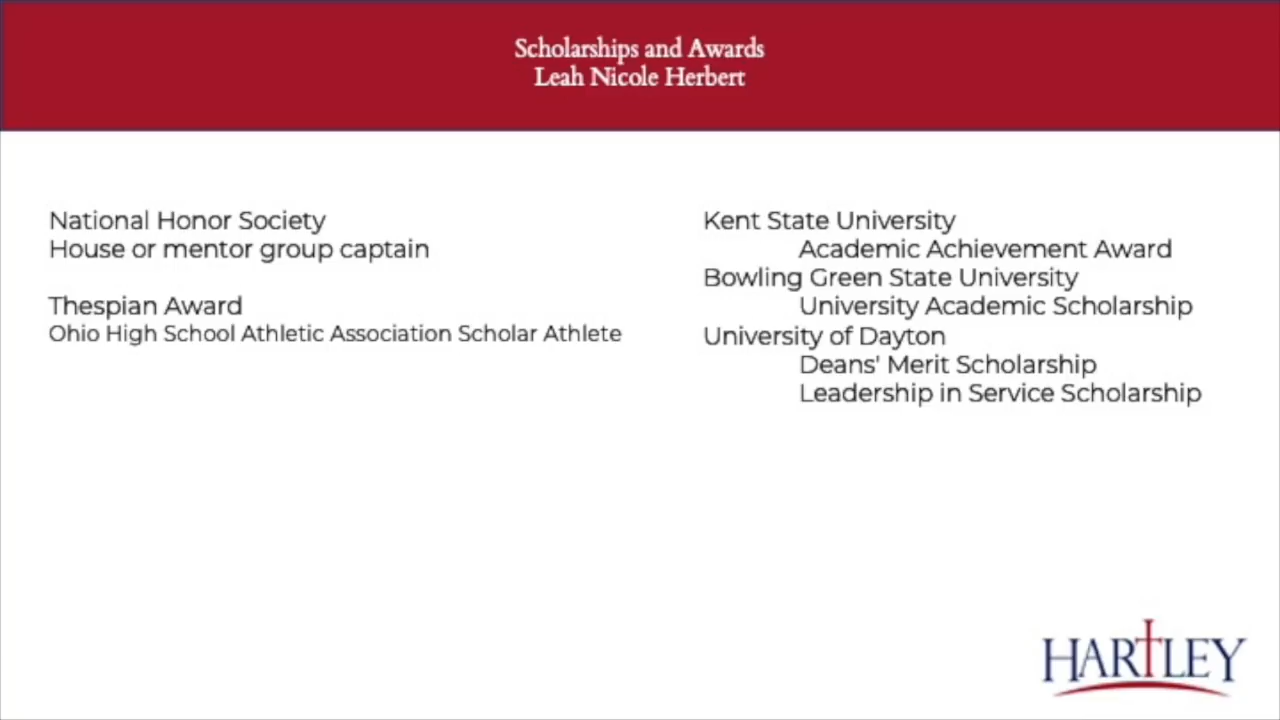 Scholarships and Awards
Leah Nicole Herbert
National Honor Society
House or mentor group captain
Thespian Award
Ohio High School Athletic Association Scholar Athlete
Kent State University
Academic Achievement Award
Bowling Green State University
University Academic Scholarship
University of Dayton
Deans' Merit Scholarship
Leadership in Service Scholarship
HARTLEY